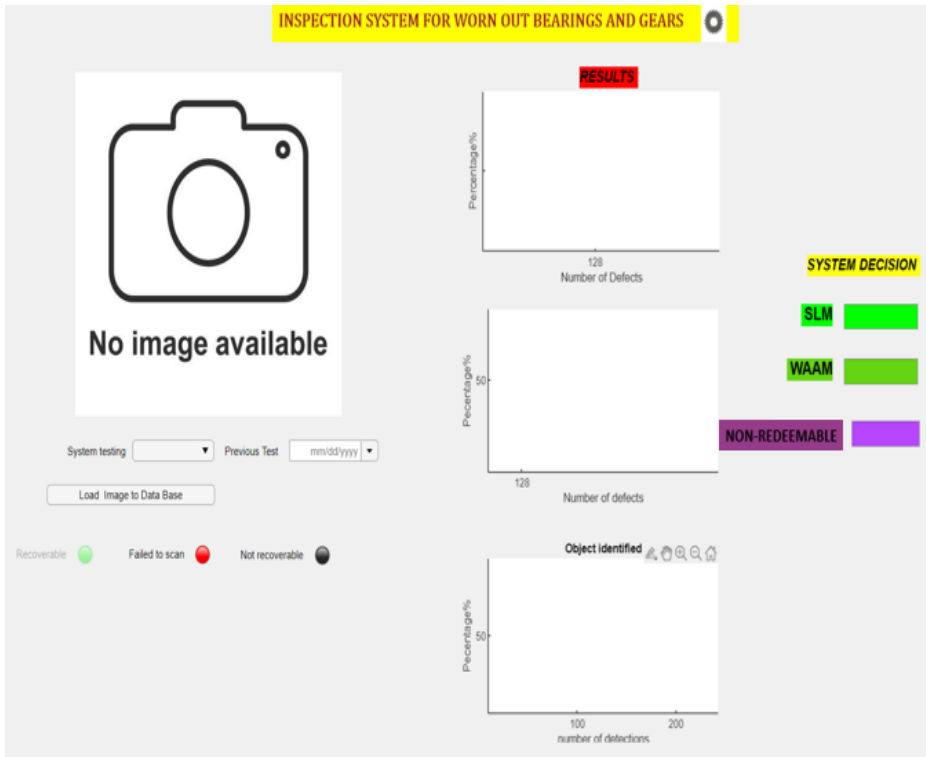 INSPECTION SYSTEM FOR WORN OUT BEARINGS AND GEARS
No image available
System testing
Previous Test
mm/dd/yyyy
Load Image to Data Base
Recoverable
Failed to scan
Not recoverable
RESULTS
Percentage%
128
Number of Defects
Pecentage%
50
128
Number of defects
Object identified
Pecentage%
50
100
200
number of detections
SYSTEM DECISION
SLM
WAAM
NON-REDEEMABLE